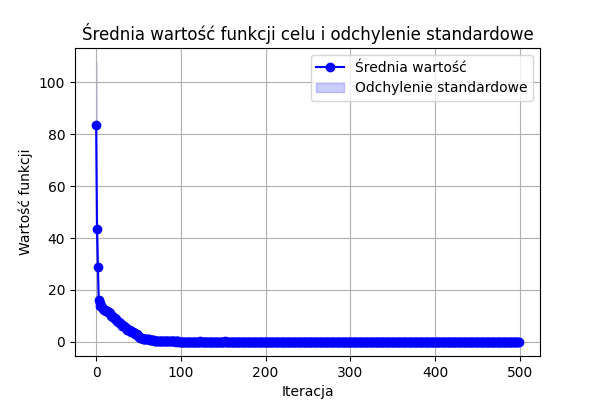 Średnia wartość funkcji celu i odchylenie standardowe
Średnia wartość
Odchylenie standardowe
Wartość funkcji
100
80
60
40
20
0
0 100 200 300 400 500
Iteracja